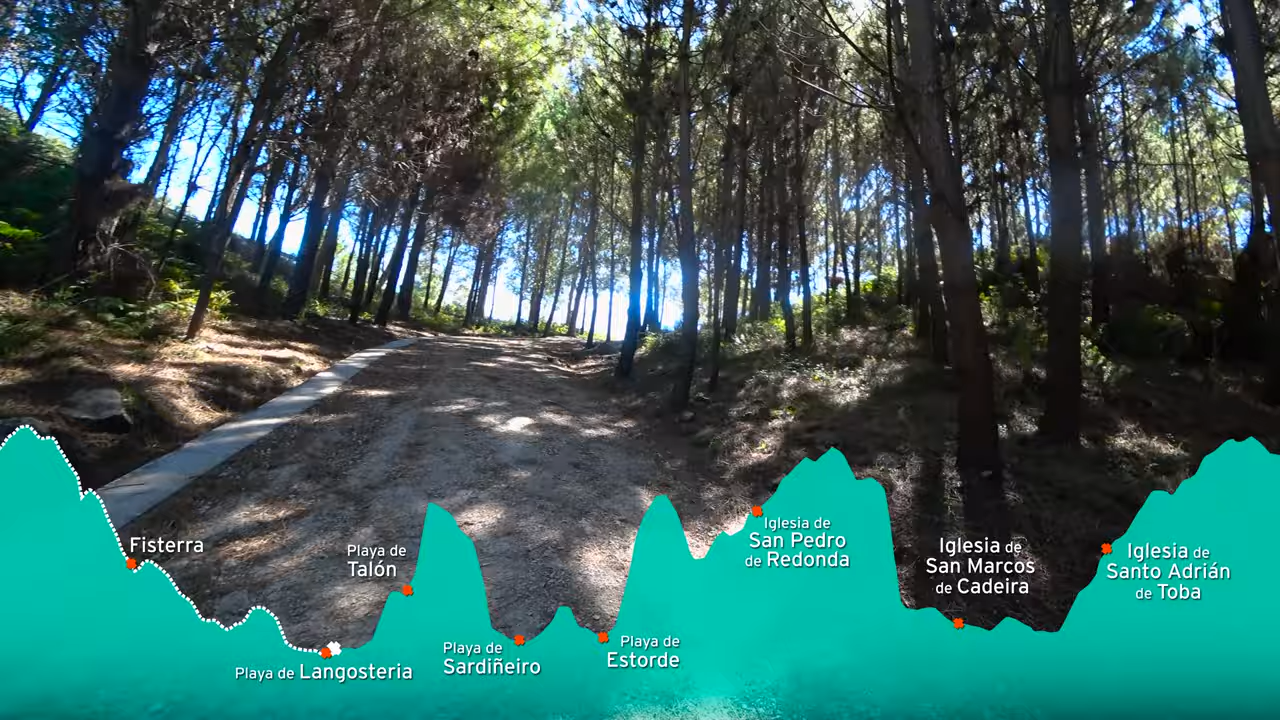 Fisterra
Playa de
Langosteria
Playa de
Talón
Playa de
Sardiñeiro
Playa de
Estorde
Iglesia de
San Pedro
de Redonda
Iglesia de
San Marcos
de Cadeira
Iglesia de
Santo Adrián
de Toba